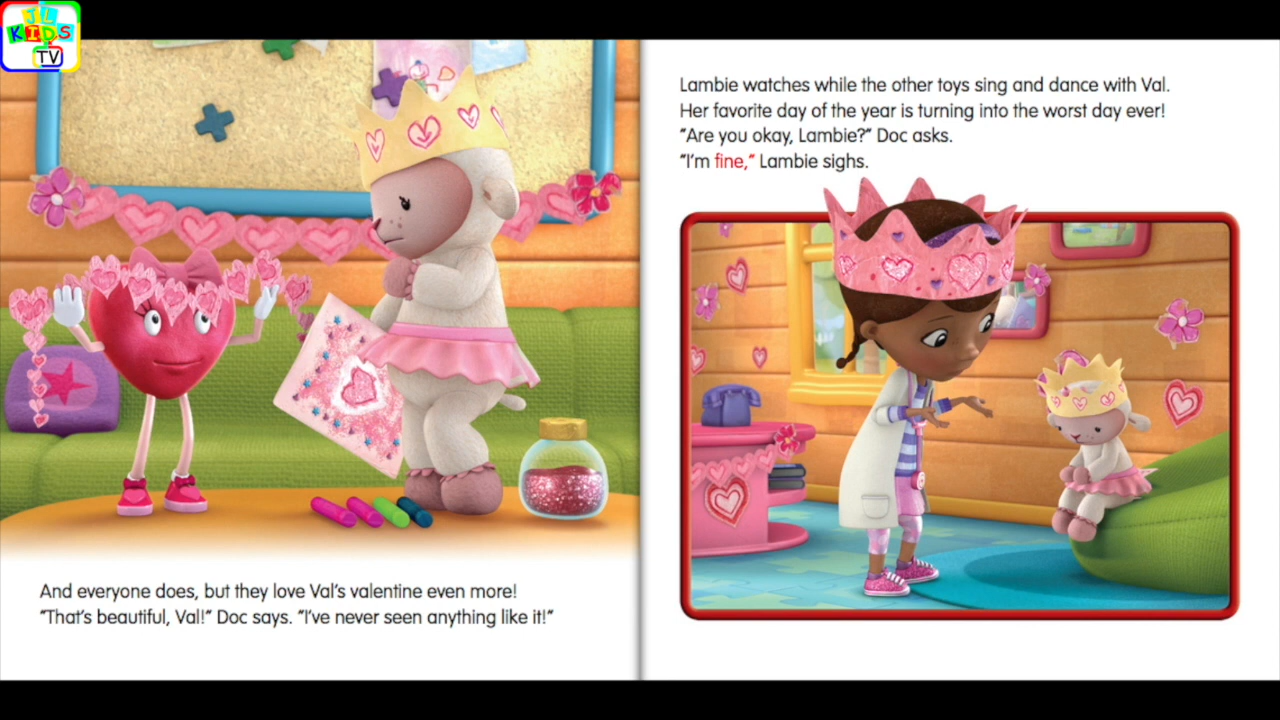 JL
KIDS
TV
And everyone does, but they love Val's valentine even more!
"That's beautiful, Val!" Doc says. "I've never seen anything like it!"
Lambie watches while the other toys sing and dance with Val.
Her favorite day of the year is turning into the worst day ever!
"Are you okay, Lambie?" Doc asks.
"I'm fine," Lambie sighs.